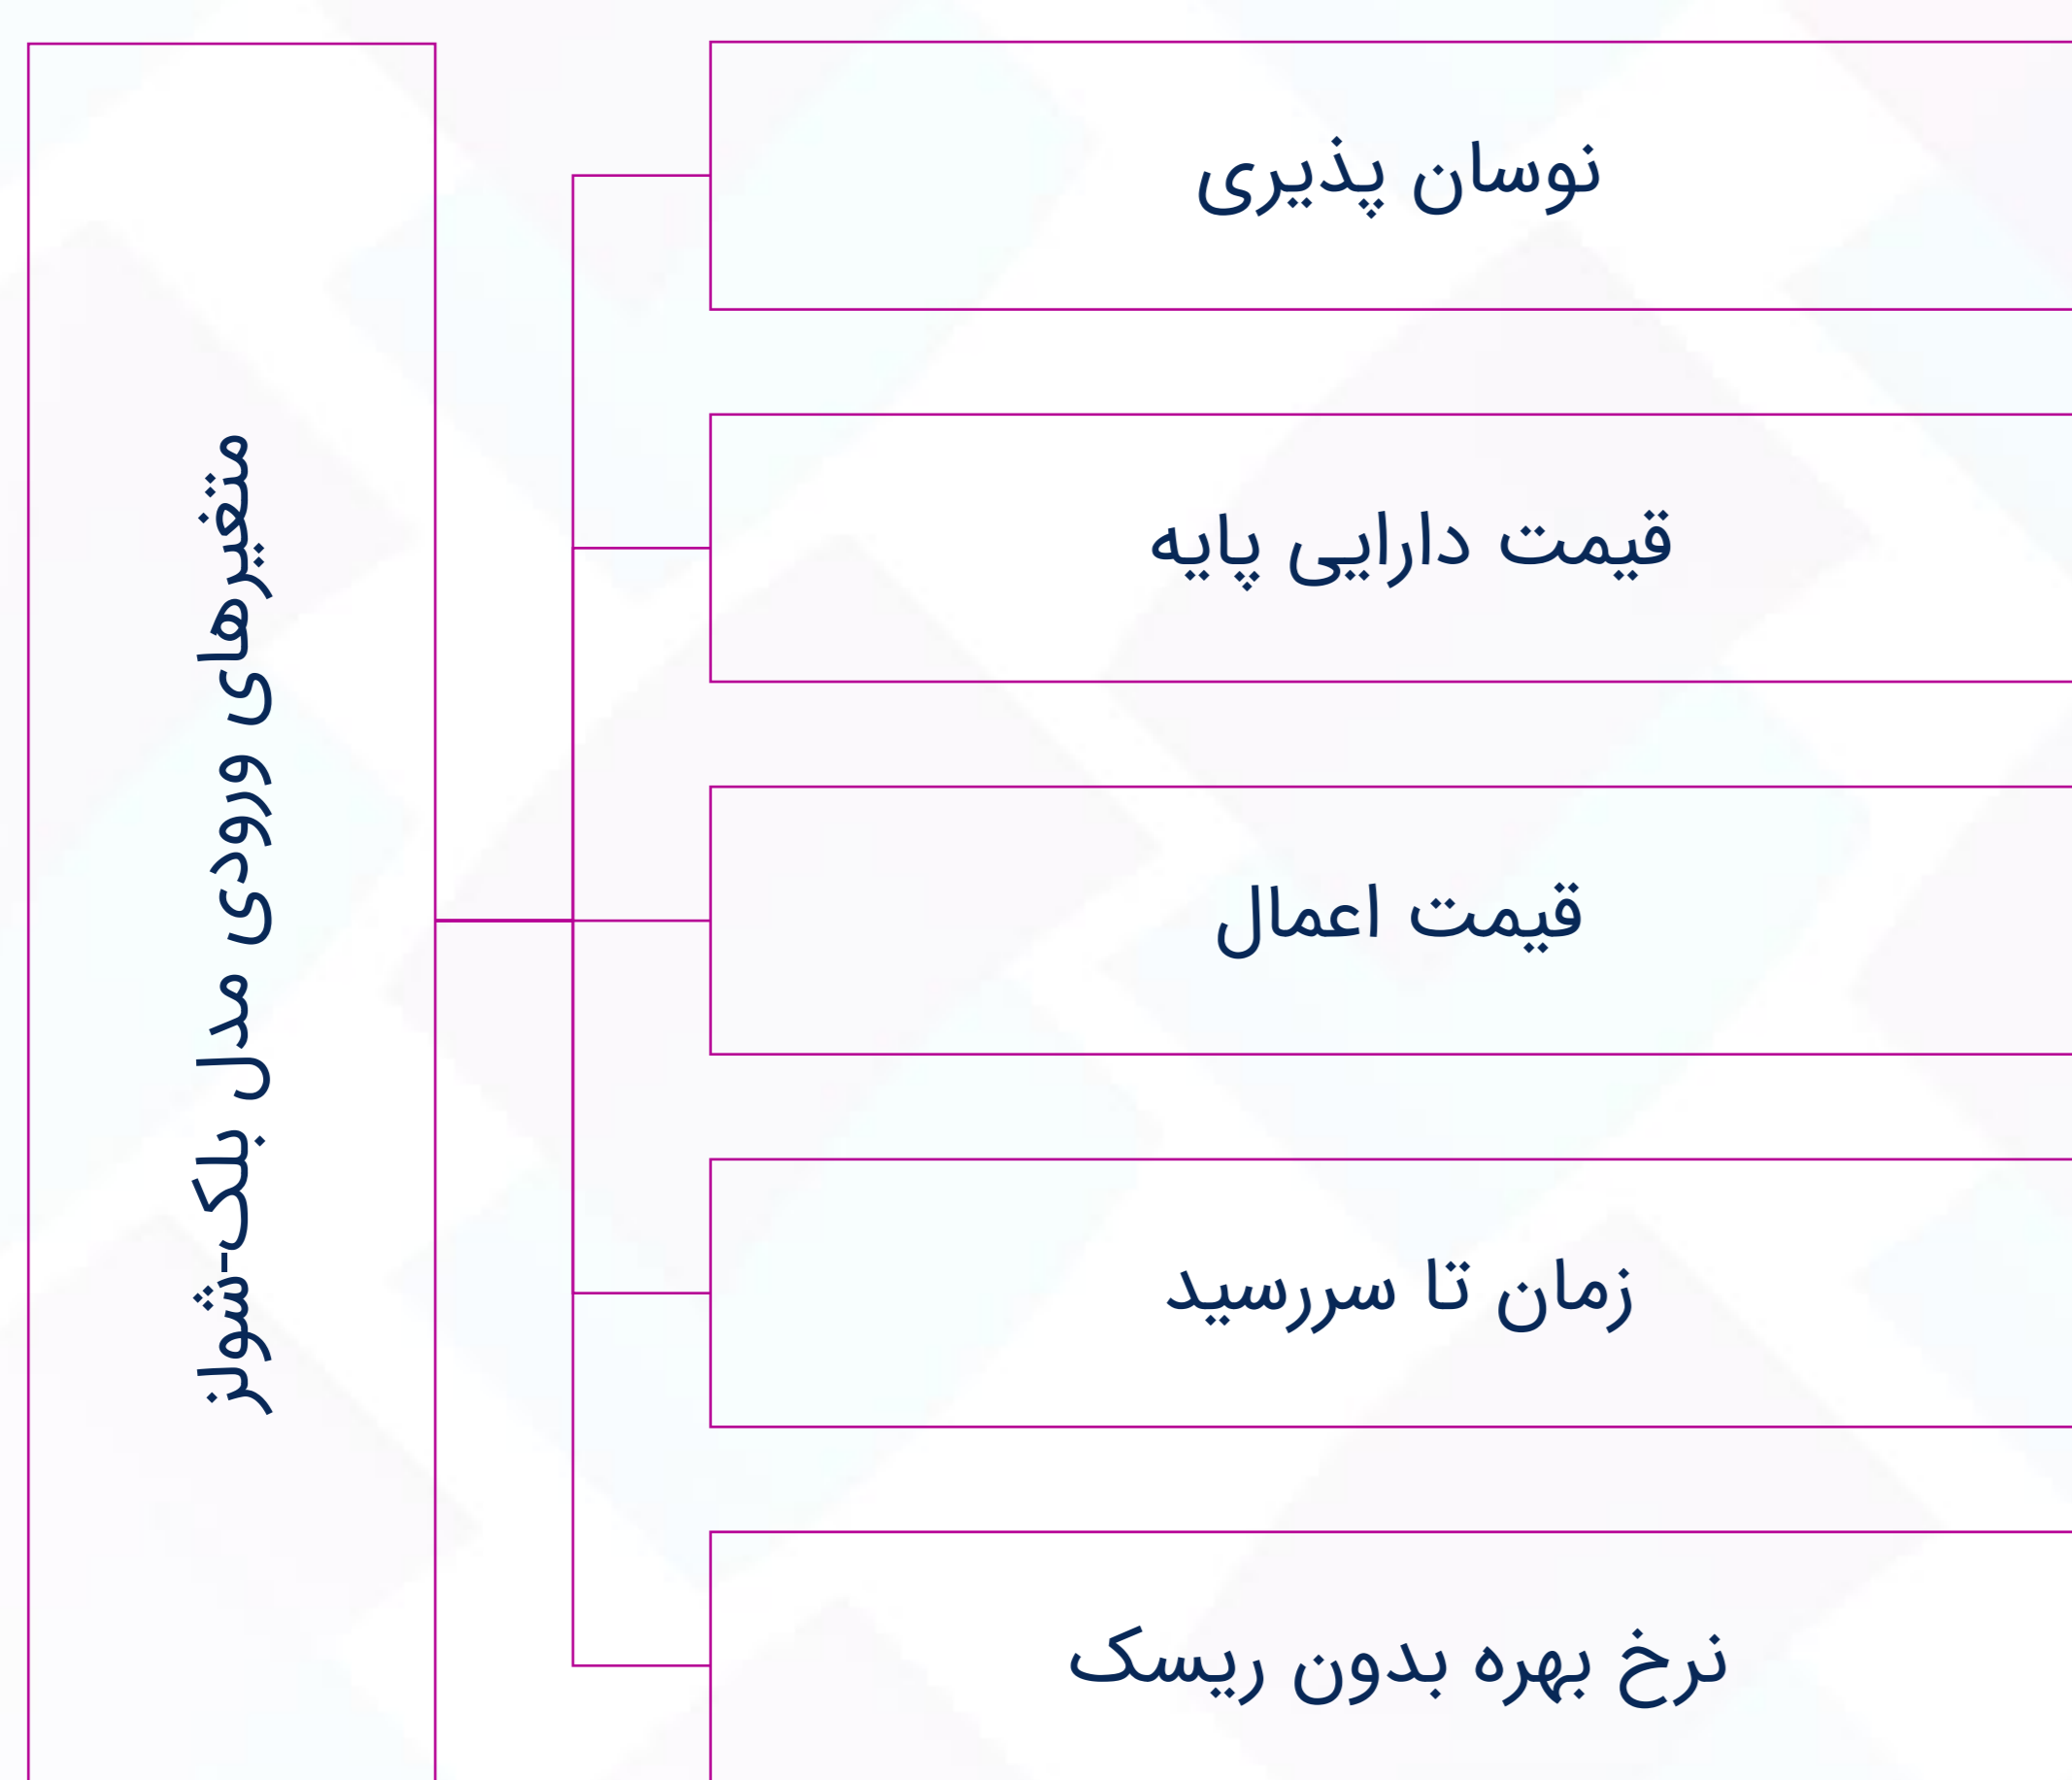 متغیرهای ورودی مدل بلک-شولز
نوسان پذیری
قیمت دارایی پایه
قیمت اعمال
زمان تا سررسید
نرخ بهره بدون ریسک